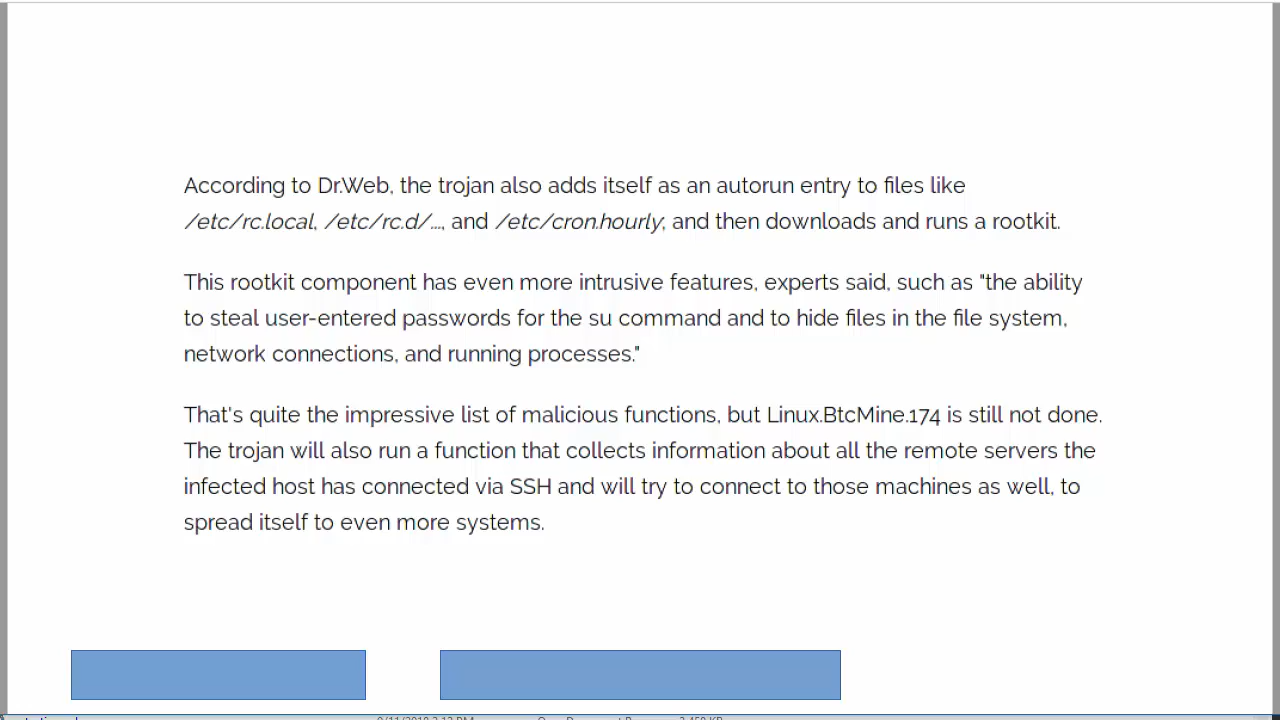 According to Dr.Web, the trojan also adds itself as an autorun entry to files like
/etc/rc.local, /etc/rc.d/..., and /etc/cron.hourly; and then downloads and runs a rootkit.
This rootkit component has even more intrusive features, experts said, such as "the ability
to steal user-entered passwords for the su command and to hide files in the file system,
network connections, and running processes."
That's quite the impressive list of malicious functions, but Linux.BtcMine.174 is still not done.
The trojan will also run a function that collects information about all the remote servers the
infected host has connected via SSH and will try to connect to those machines as well, to
spread itself to even more systems.